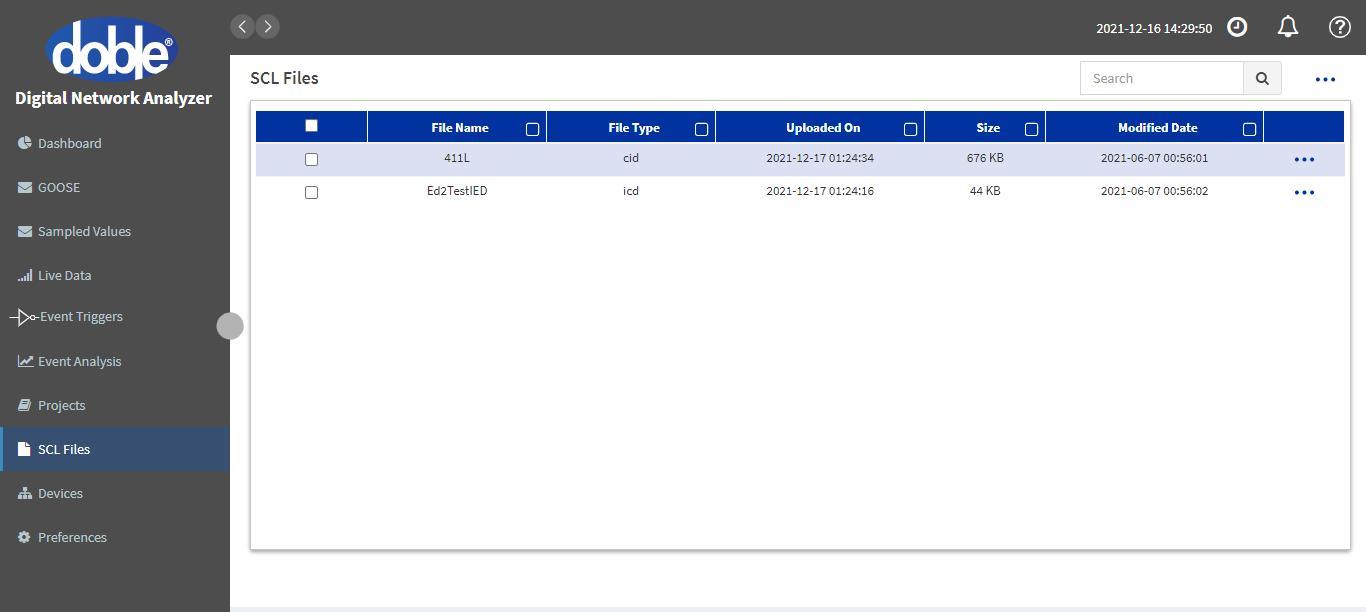 doble®
Digital Network Analyzer
Dashboard
GOOSE
Sampled Values
Live Data
Event Triggers
Event Analysis
Projects
SCL Files
Devices
Preferences
2021-12-16 14:29:50
SCL Files
Search
File Name File Type Uploaded On Size Modified Date
411L cid 2021-12-17 01:24:34 676 KB 2021-06-07 00:56:01
Ed2TestIED icd 2021-12-17 01:24:16 44 KB 2021-06-07 00:56:02